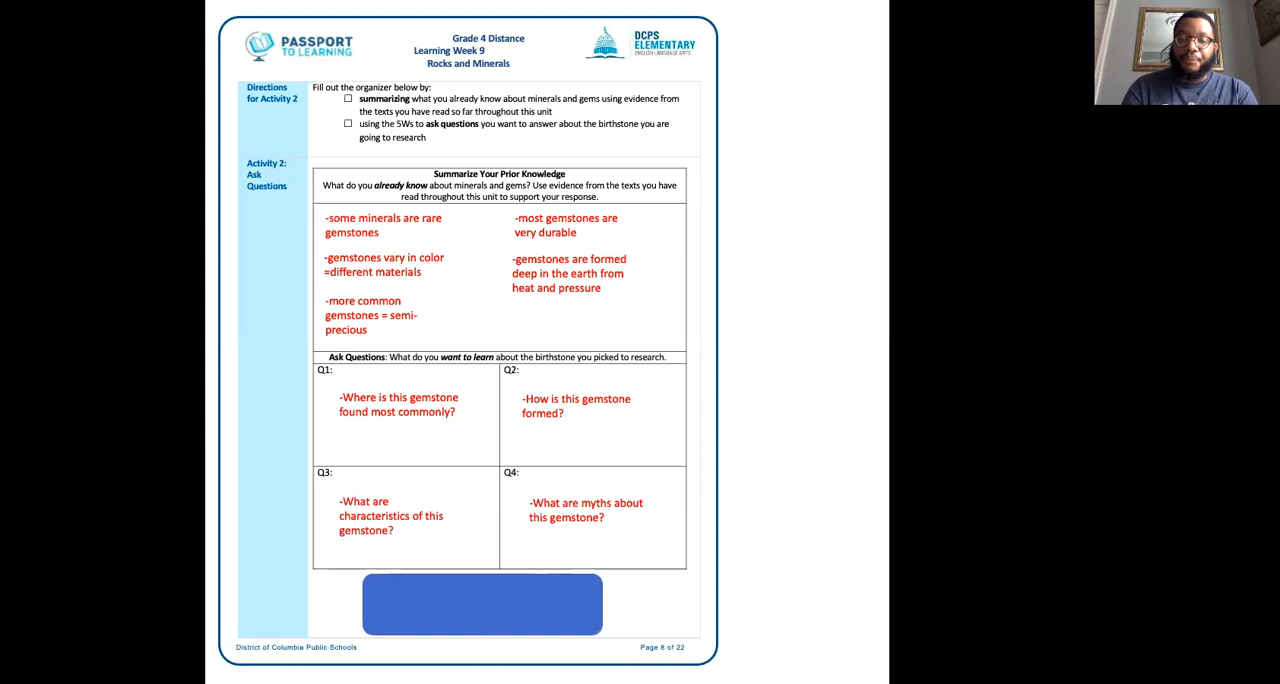 PASSPORT
TO LEARNING
Grade 4 Distance
Learning Week 9
Rocks and Minerals
DCPS
ELEMENTARY
ENGLISH LANGUAGE ARTS
Directions
for Activity 2
Fill out the organizer below by:
☐ summarizing what you already know about minerals and gems using evidence from
the texts you have read so far throughout this unit
☐ using the 5Ws to ask questions you want to answer about the birthstone you are
going to research
Activity 2:
Ask
Questions
Summarize Your Prior Knowledge
What do you already know about minerals and gems? Use evidence from the texts you have
read throughout this unit to support your response.
-some minerals are rare
gemstones
-gemstones vary in color
=different materials
-more common
gemstones = semi-
precious
-most gemstones are
very durable
-gemstones are formed
deep in the earth from
heat and pressure
Ask Questions: What do you want to learn about the birthstone you picked to research.
Q1:
-Where is this gemstone
found most commonly?
Q2:
-How is this gemstone
formed?
Q3:
-What are
characteristics of this
gemstone?
Q4:
-What are myths about
this gemstone?
District of Columbia Public Schools
Page 8 of 22